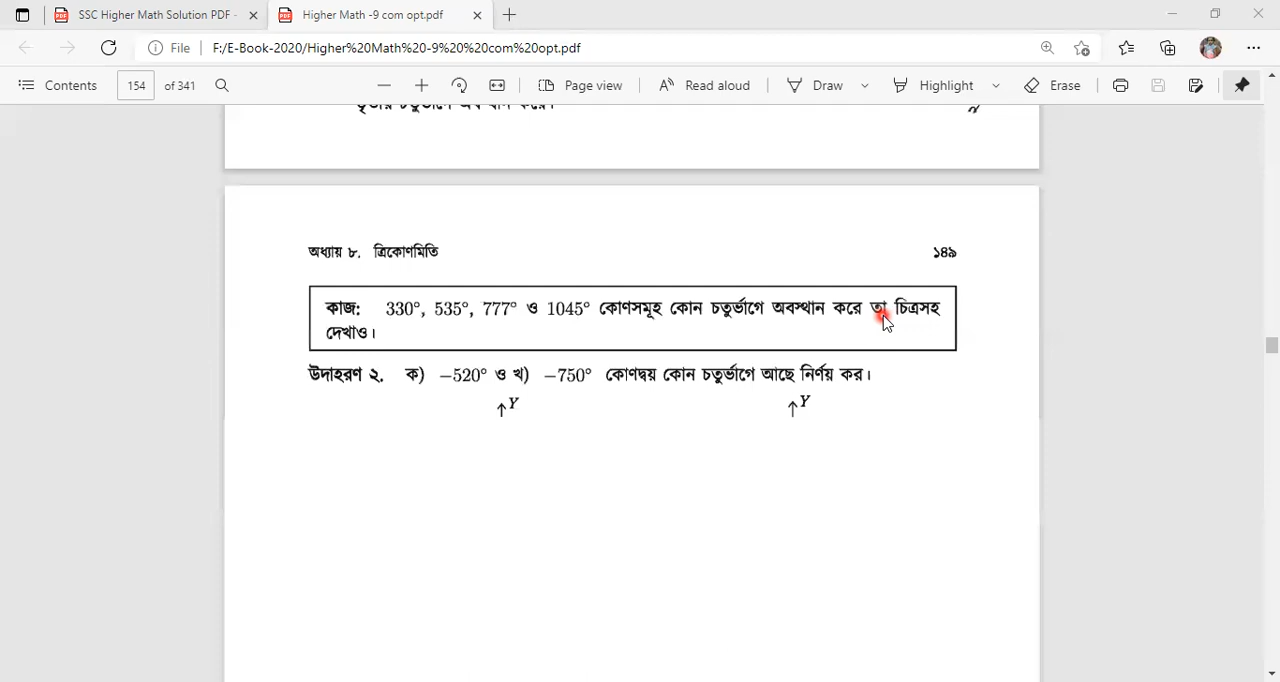 SSC Higher Math Solution PDF -
Higher Math -9 com opt.pdf
File
F:/E-Book-2020/Higher%20Math%20-9%20%20com%20opt.pdf
Contents
154 of 341
Page view
Read aloud
Draw
Highlight
Erase
অধ্যায় ৮. ত্রিকোণমিতি
১৪৯
কাজ: 330°, 535°, 777° ও 1045° কোণসমূহ কোন চতুর্ভাগে অবস্থান করে তা চিত্রসহ
দেখাও।
উদাহরণ ২. ক) −520° ও খ) −750° কোণদ্বয় কোন চতুর্ভাগে আছে নির্ণয় কর।
Y
Y